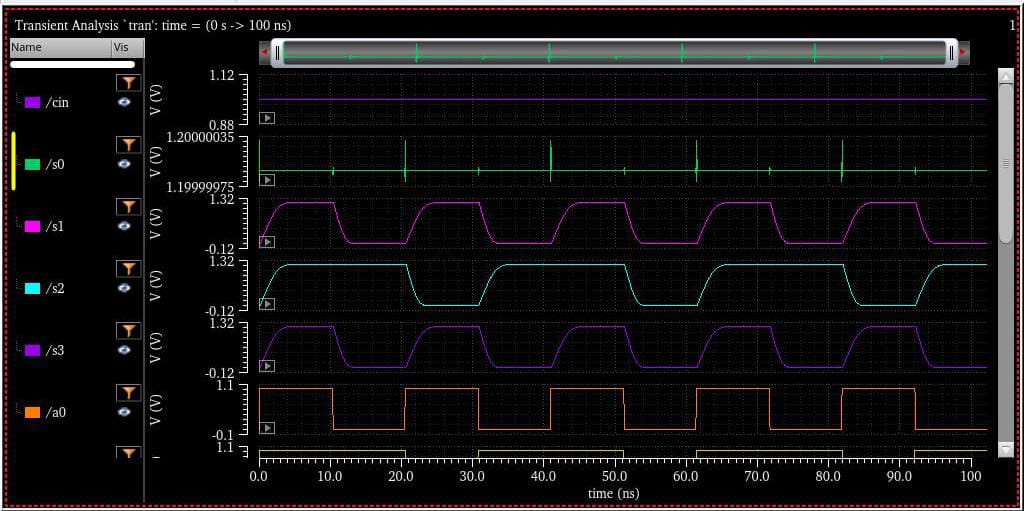 Transient Analysis `tran': time = (0 s -> 100 ns)
1
Name Vis
/cin
V (V)
1.12
0.88
/s0
V (V)
1.20000035
1.19999975
/s1
V (V)
1.32
-0.12
/s2
V (V)
1.32
-0.12
/s3
V (V)
1.32
-0.12
/a0
V (V)
1.1
-0.1
1.1
0.0 10.0 20.0 30.0 40.0 50.0 60.0 70.0 80.0 90.0 100
time (ns)